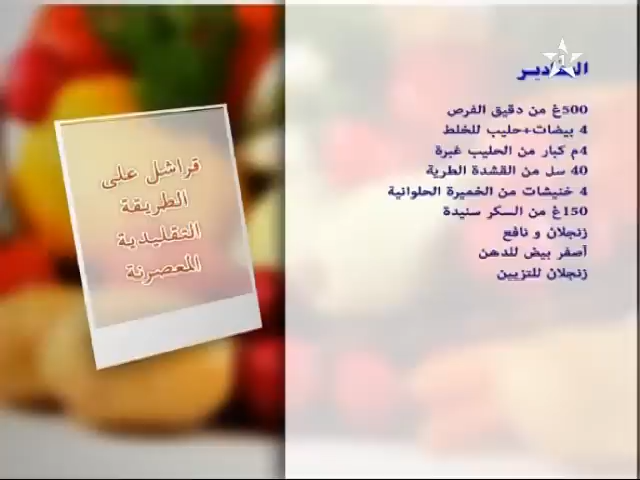 قراشل على
الطريقة
التقليدية
المعصرنة
المقادير
500غ من دقيق الفرص
4 بيضات+حليب للخلط
4م كبار من الحليب غبرة
40 سل من القشدة الطرية
4 خنيشات من الخميرة الحلوانية
150غ من السكر سنيدة
زنجلان و نافع
أصفر بيض للدهن
زنجلان للتزيين